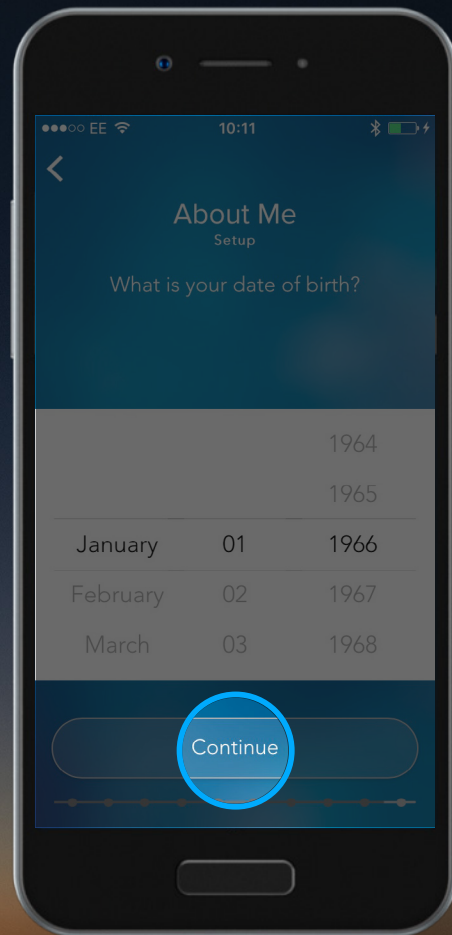 EE 10:11
About Me
Setup
What is your date of birth?
1964
1965
January 01 1966
February 02 1967
March 03 1968
Continue